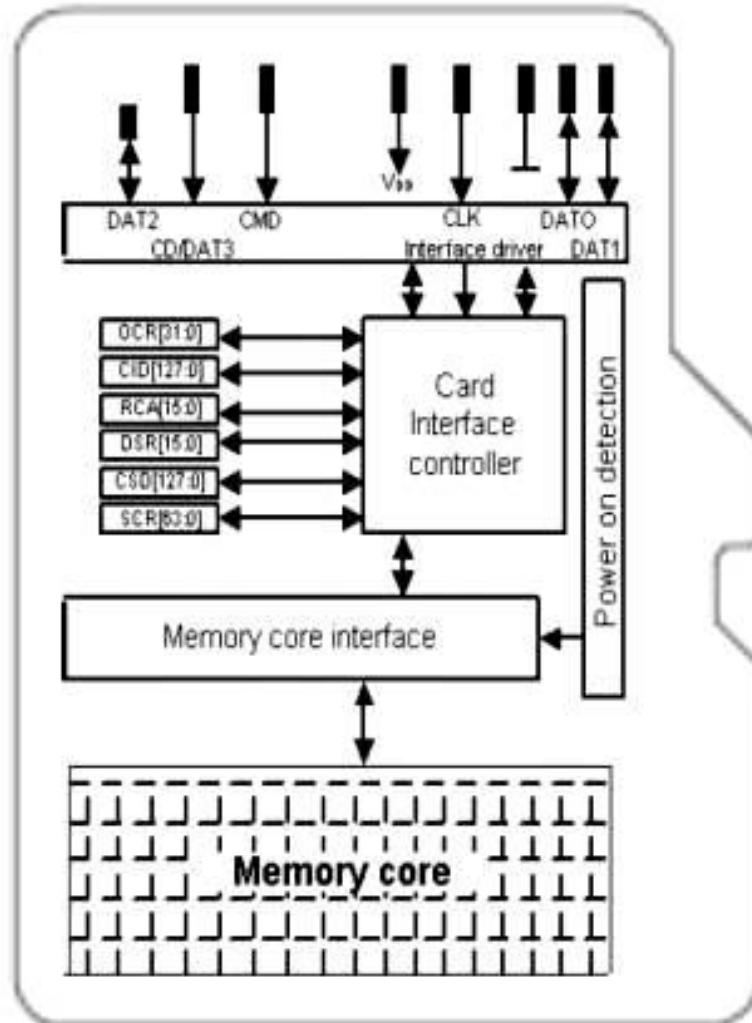 VDD
DAT2
CMD
CLK
DATO
CD/DAT3
Interface driver
DAT1
OCR[31:0]
CID[127:0]
RCA[15:0]
DSR[15:0]
CSD[127:0]
SCR[63:0]
Card
Interface
controller
Power on detection
Memory core interface
Memory core